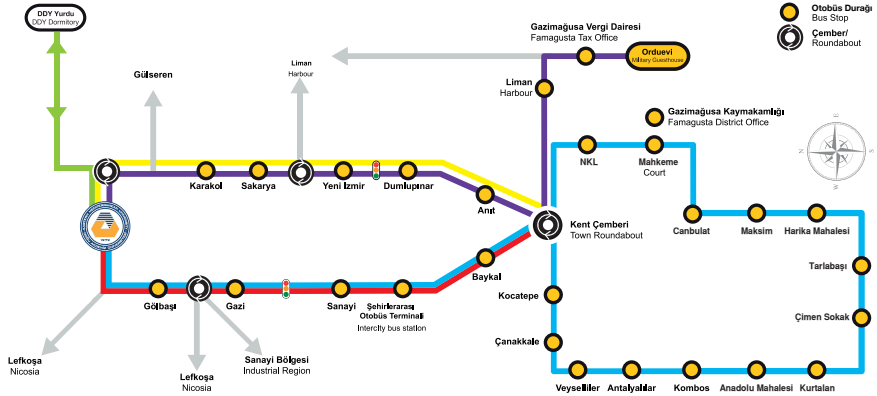 DDY Yurdu
DDY Dormitory
Gülseren
Liman
Harbour
Gazimağusa Vergi Dairesi
Famagusta Tax Office
Orduevi
Military Guesthouse
Otobüs Durağı
Bus Stop
Çember/
Roundabout
Liman
Harbour
Gazimağusa Kaymakamlığı
Famagusta District Office
E
N
S
W
Karakol
Sakarya
Yeni İzmir
Dumlupınar
Anıt
NKL
Mahkeme
Court
Kent Çemberi
Town Roundabout
Canbulat
Maksim
Harika Mahalesi
Tarlabaşı
Baykal
Gölbaşı
Gazi
Sanayi
Şehirlerarası
Otobüs Terminali
Intercity bus station
Kocatepe
Çimen Sokak
Çanakkale
Lefkoşa
Nicosia
Lefkoşa
Nicosia
Sanayi Bölgesi
Industrial Region
Veyseliler
Antalyalılar
Kombos
Anadolu Mahalesi
Kurtalan